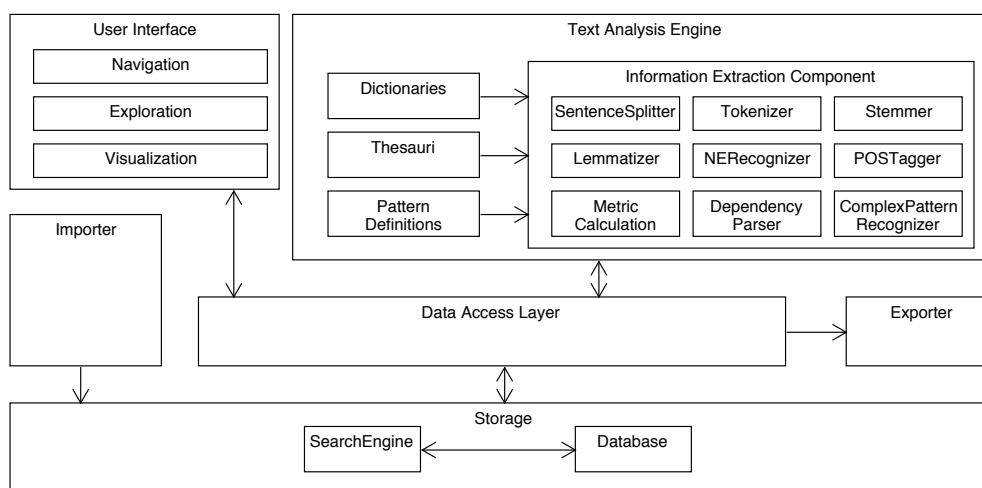 User Interface
Navigation
Exploration
Visualization
Text Analysis Engine
Dictionaries
Thesauri
Pattern
Definitions
Information Extraction Component
SentenceSplitter
Tokenizer
Stemmer
Lemmatizer
NERecognizer
POSTagger
Metric
Calculation
Dependency
Parser
ComplexPattern
Recognizer
Importer
Data Access Layer
Exporter
Storage
SearchEngine
Database